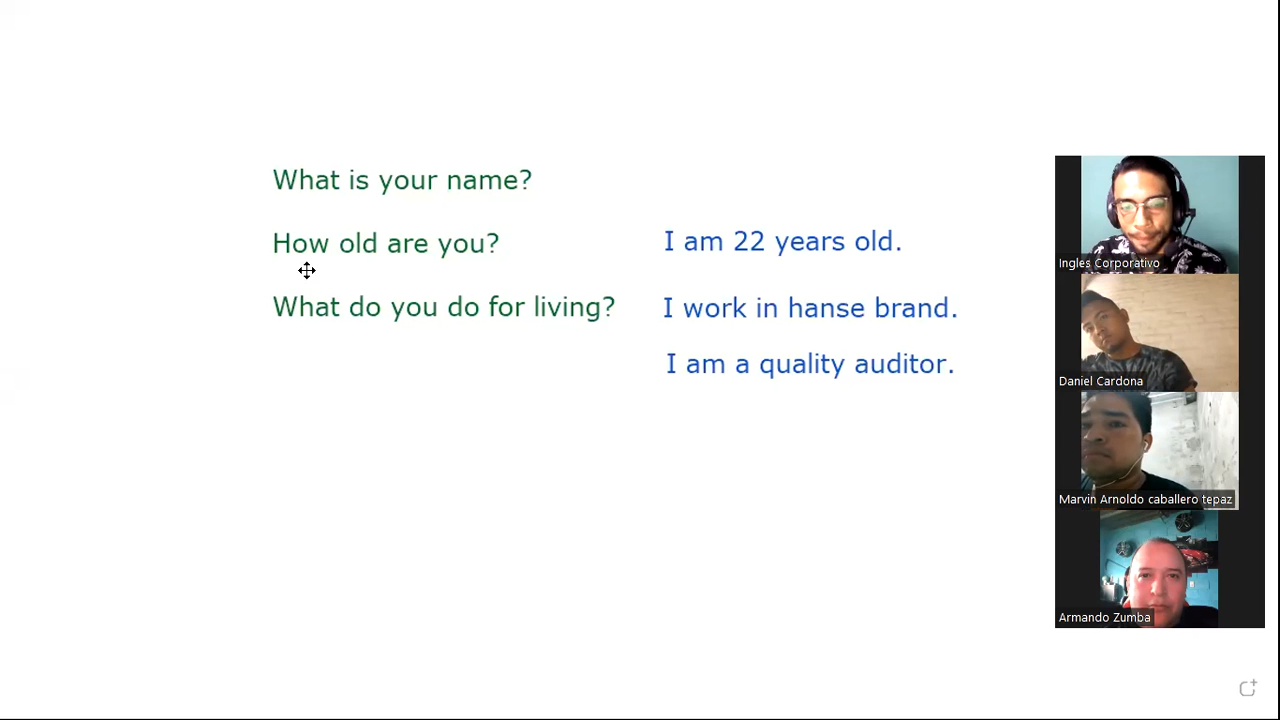 What is your name?
How old are you?
I am 22 years old.
What do you do for living?
I work in hanse brand.
I am a quality auditor.
Ingles Corporativo
Daniel Cardona
Marvin Arnoldo caballero tepaz
Armando Zumba